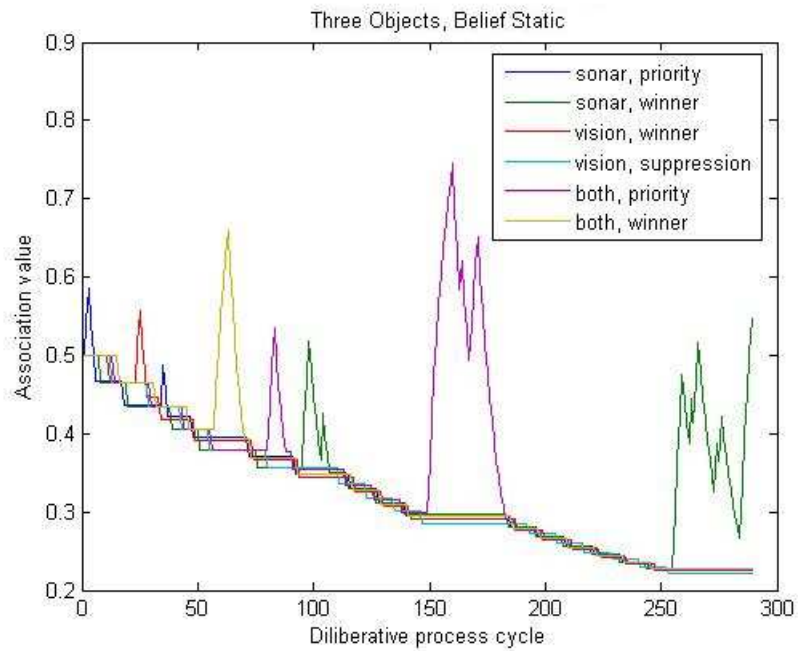 Three Objects, Belief Static
0.9
0.8
0.7
0.6
0.5
0.4
0.3
0.2
Association value
sonar, priority
sonar, winner
vision, winner
vision, suppression
both, priority
both, winner
0 50 100 150 200 250 300
Diliberative process cycle